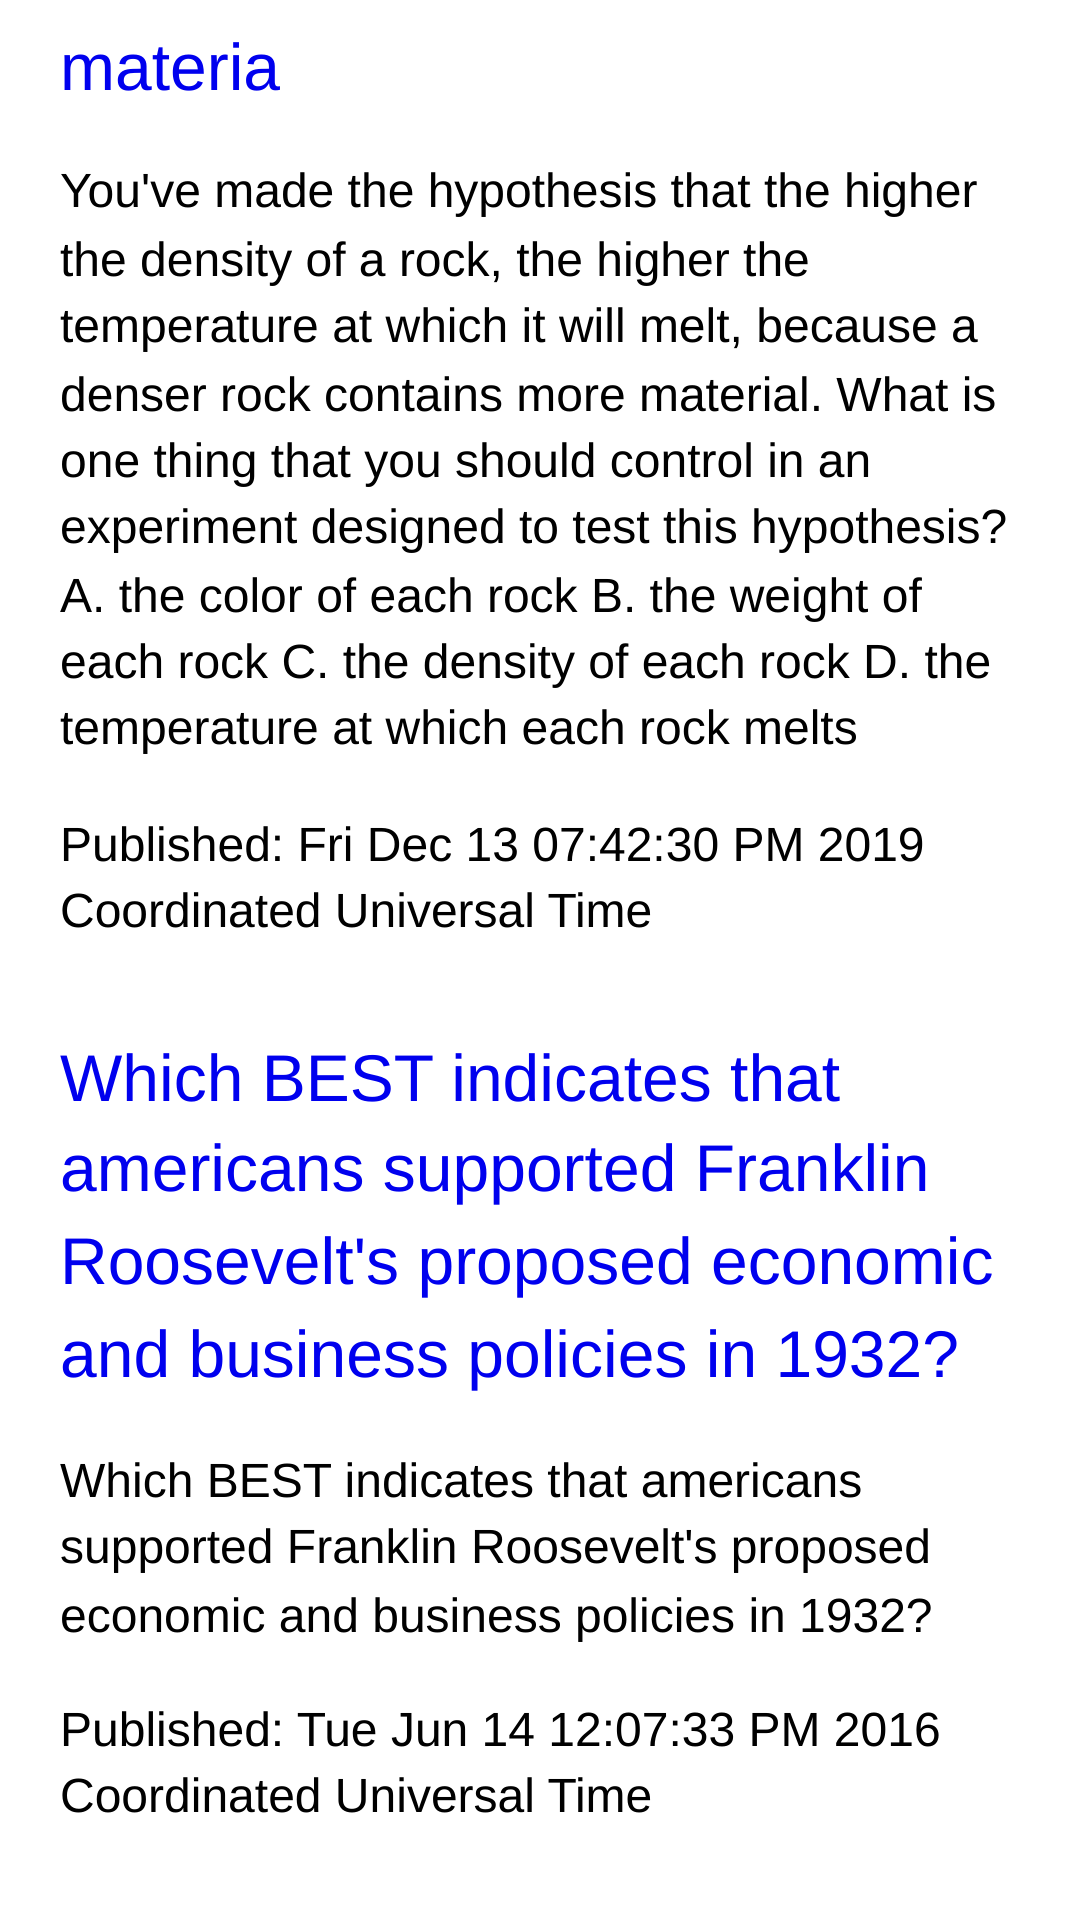 materia
You've made the hypothesis that the higher
the density of a rock, the higher the
temperature at which it will melt, because a
denser rock contains more material. What is
one thing that you should control in an
experiment designed to test this hypothesis?
A. the color of each rock B. the weight of
each rock C. the density of each rock D. the
temperature at which each rock melts
Published: Fri Dec 13 07:42:30 PM 2019
Coordinated Universal Time
Which BEST indicates that
americans supported Franklin
Roosevelt's proposed economic
and business policies in 1932?
Which BEST indicates that americans
supported Franklin Roosevelt's proposed
economic and business policies in 1932?
Published: Tue Jun 14 12:07:33 PM 2016
Coordinated Universal Time